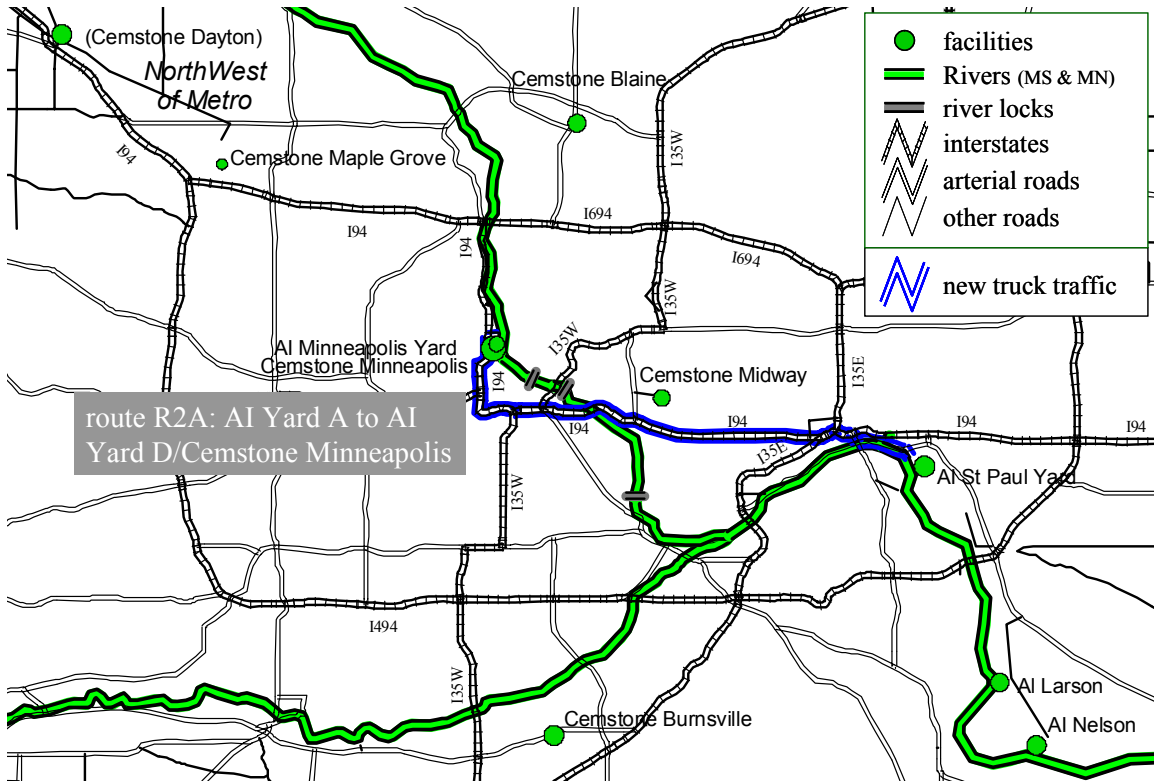 (Cemstone Dayton)
NorthWest
of Metro
Cemstone Blaine
facilities
Rivers (MS & MN)
river locks
interstates
arterial roads
other roads
new truck traffic
I94
Cemstone Maple Grove
I35W
I94
I94
I694
I694
I35W
I35W
AI Minneapolis Yard
Cemstone Minneapolis
I94
Cemstone Midway
I35E
route R2A: AI Yard A to AI
Yard D/Cemstone Minneapolis
I94
I94
I94
I94
I35E
AI St Paul Yard
I35W
I494
I35W
AI Larson
Cemstone Burnsville
AI Nelson